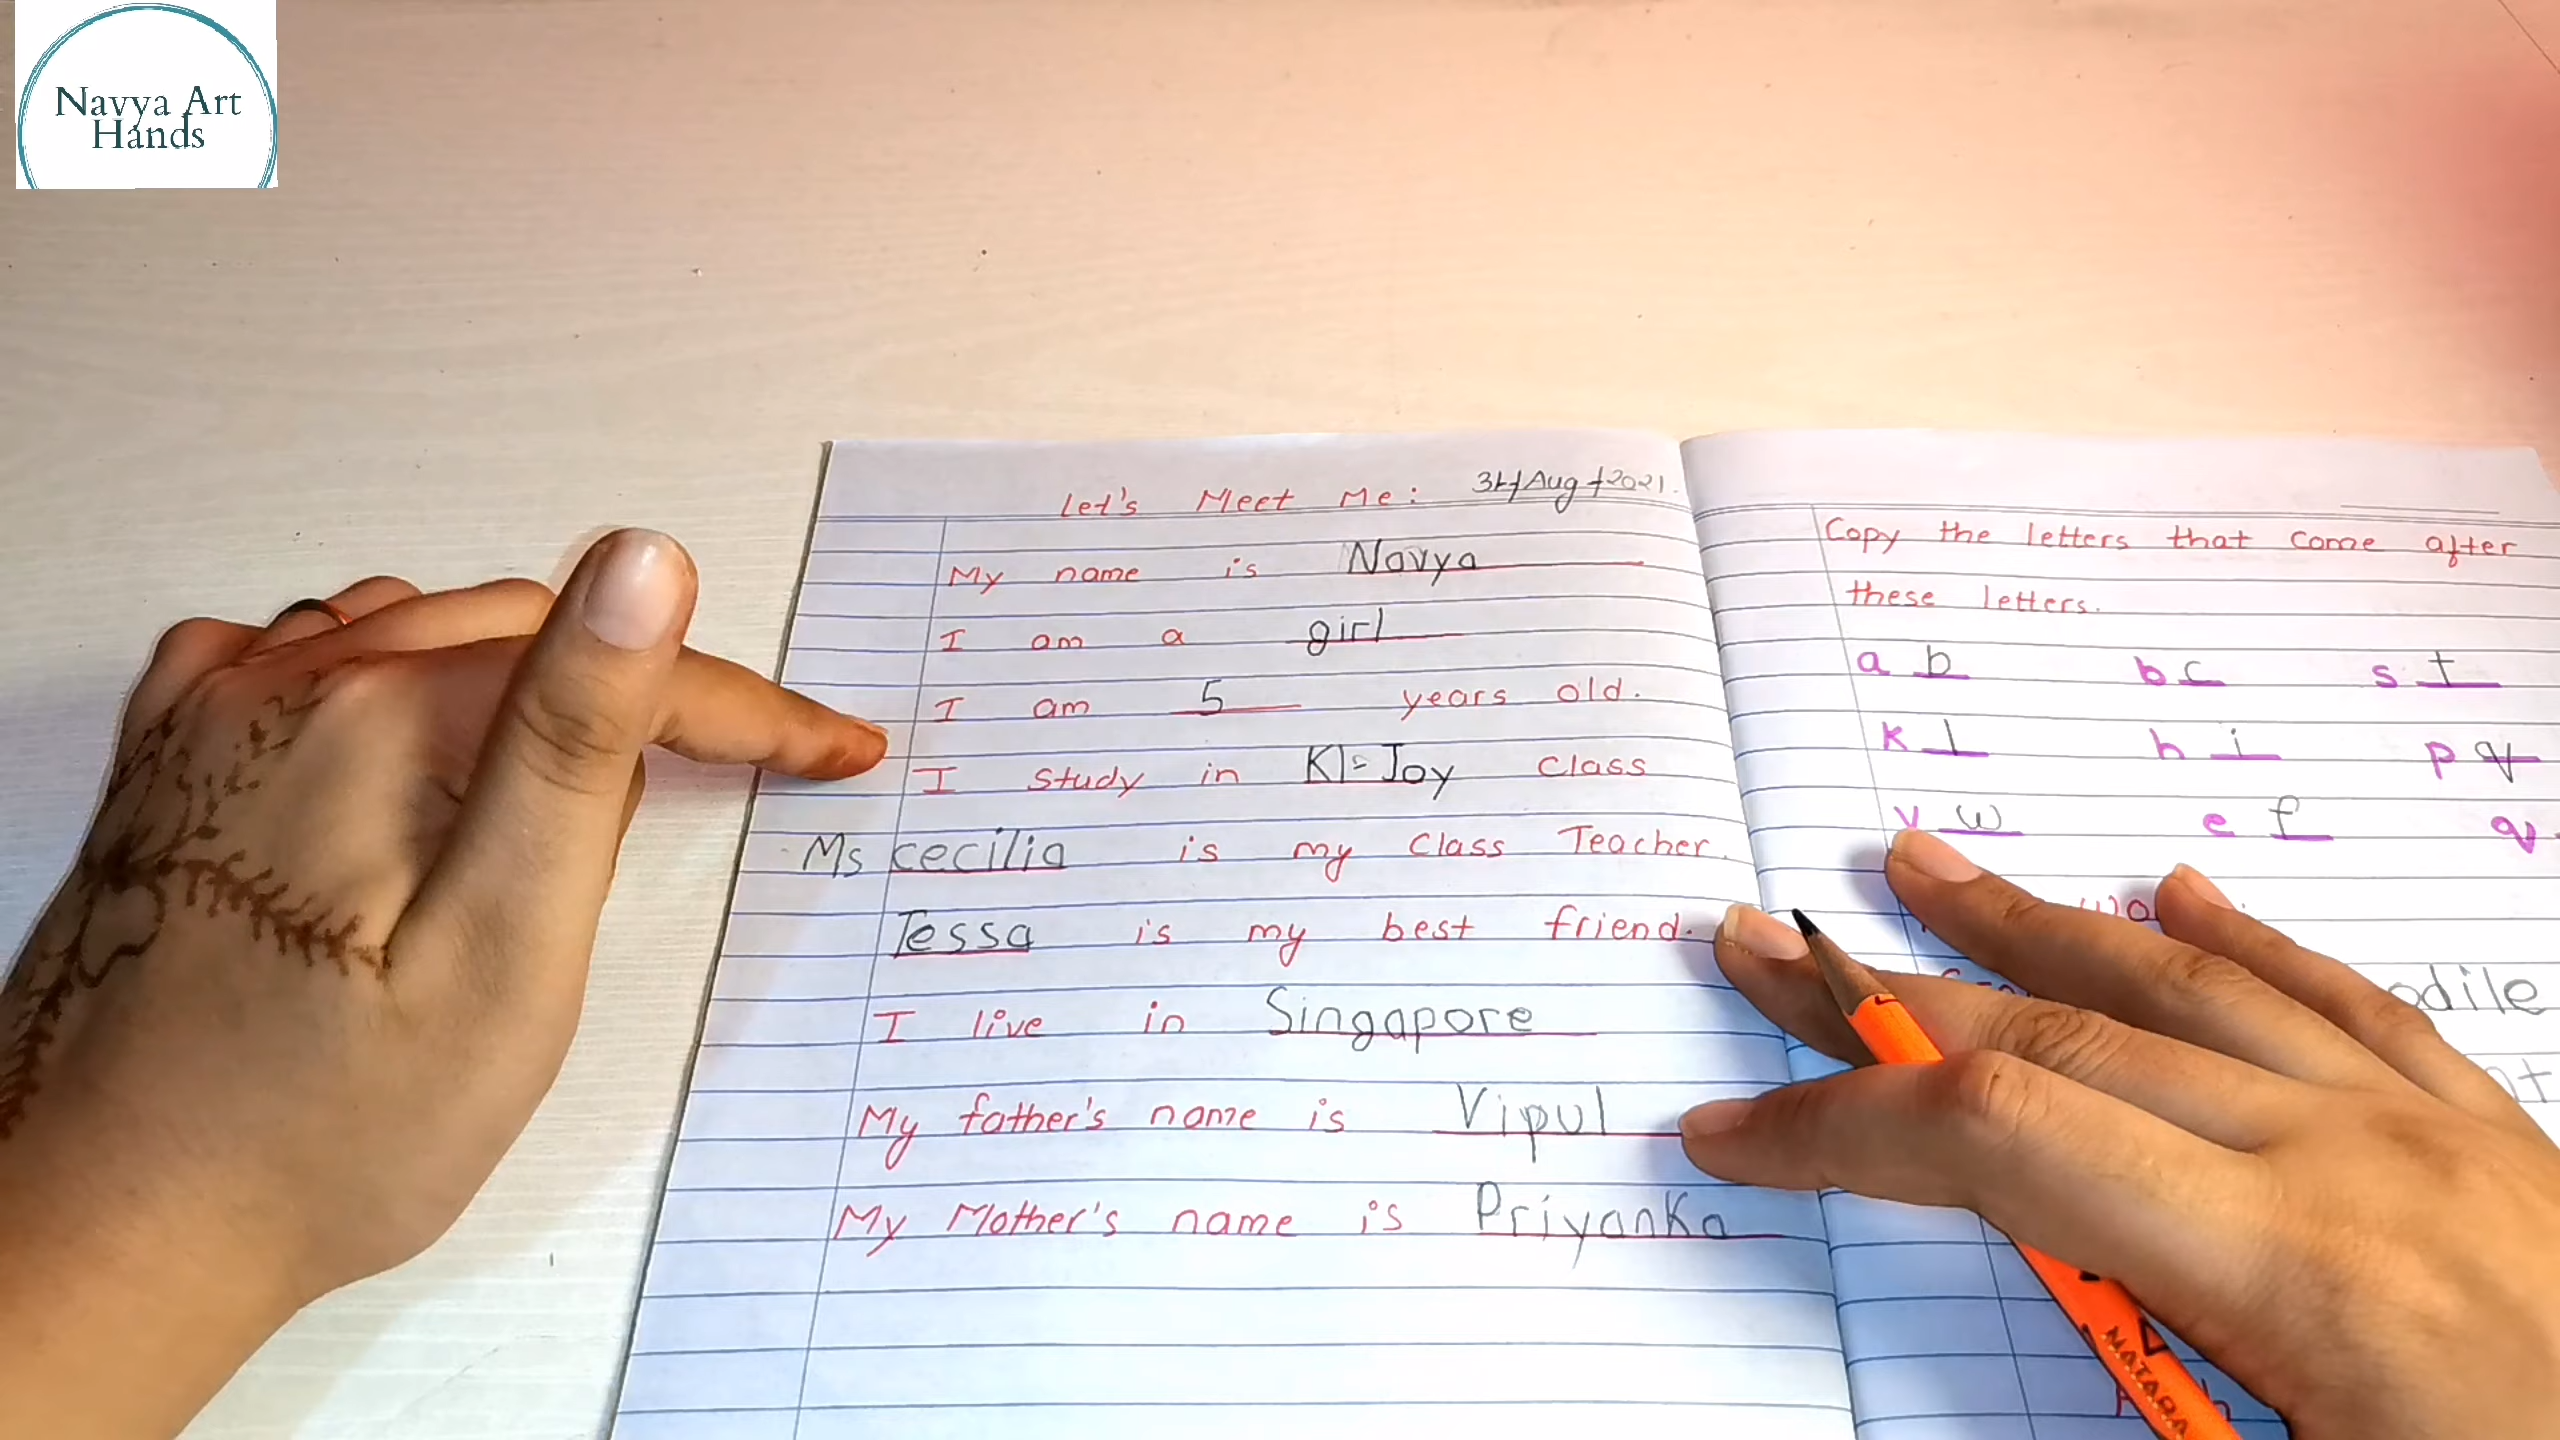 Navya Art
Hands
Let's Meet Me: 31/Aug/2021.
My name is Navya
I am a girl
I am 5 years old.
I study in K1-Joy Class
Ms cecilia is my Class Teacher.
Tessa is my best friend.
I live in Singapore
My father's name is Vipul
My Mother's name is Priyanka
Copy the letters that come after
these letters.
a b b c s t
k l h i p q
v w e f q
NATARA